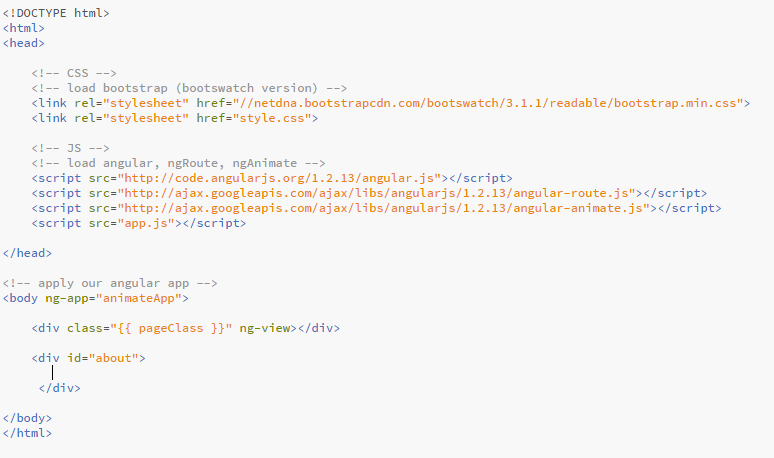 <!DOCTYPE html>
<html>
<head>
<!-- CSS -->
<!-- load bootstrap (bootswatch version) -->
<link rel="stylesheet" href="//netdna.bootstrapcdn.com/bootswatch/3.1.1/readable/bootstrap.min.css">
<link rel="stylesheet" href="style.css">
<!-- JS -->
<!-- load angular, ngRoute, ngAnimate -->
<script src="http://code.angularjs.org/1.2.13/angular.js"></script>
<script src="http://ajax.googleapis.com/ajax/libs/angularjs/1.2.13/angular-route.js"></script>
<script src="http://ajax.googleapis.com/ajax/libs/angularjs/1.2.13/angular-animate.js"></script>
<script src="app.js"></script>
</head>
<!-- apply our angular app -->
<body ng-app="animateApp">
<div class="{{ pageClass }}" ng-view></div>
<div id="about">
</div>
</body>
</html>